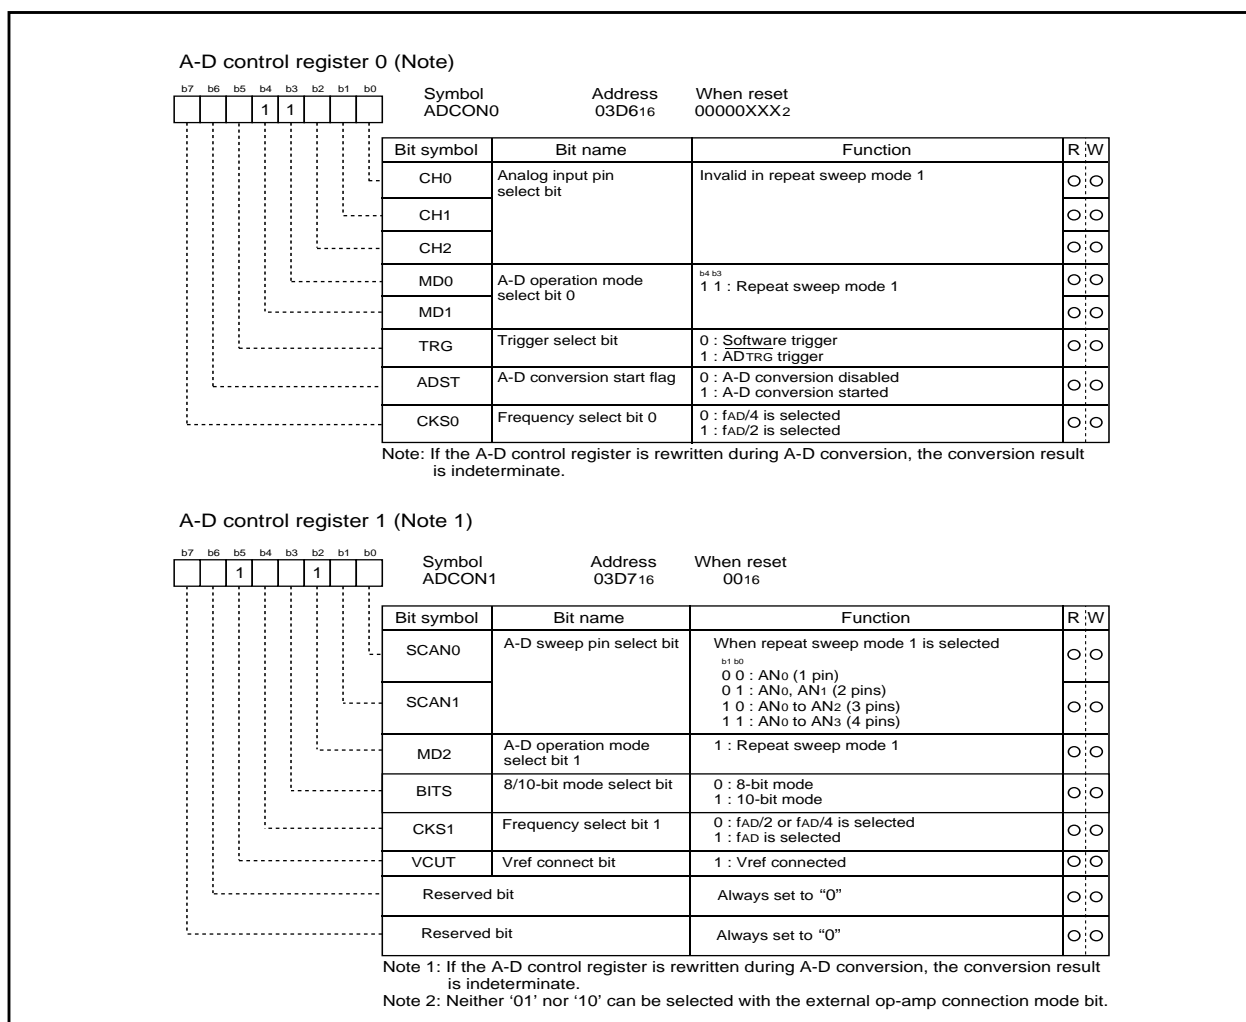 A-D control register 0 (Note)
b7 b6 b5 b4 b3 b2 b1 b0
1 1
Symbol Address When reset
ADCON0 03D616 00000XXX2
Bit symbol Bit name Function R W
CH0 Analog input pin select bit Invalid in repeat sweep mode 1
CH1
CH2
MD0 A-D operation mode select bit 0 b4 b3
1 1 : Repeat sweep mode 1
MD1
TRG Trigger select bit 0 : Software trigger
1 : ADTRG trigger
ADST A-D conversion start flag 0 : A-D conversion disabled
1 : A-D conversion started
CKS0 Frequency select bit 0 0 : fAD/4 is selected
1 : fAD/2 is selected
Note: If the A-D control register is rewritten during A-D conversion, the conversion result
is indeterminate.
A-D control register 1 (Note 1)
b7 b6 b5 b4 b3 b2 b1 b0
1 1
Symbol Address When reset
ADCON1 03D716 0016
Bit symbol Bit name Function R W
SCAN0 A-D sweep pin select bit When repeat sweep mode 1 is selected
b1 b0
0 0 : AN0 (1 pin)
0 1 : AN0, AN1 (2 pins)
SCAN1 1 0 : AN0 to AN2 (3 pins)
1 1 : AN0 to AN3 (4 pins)
MD2 A-D operation mode select bit 1 1 : Repeat sweep mode 1
BITS 8/10-bit mode select bit 0 : 8-bit mode
1 : 10-bit mode
CKS1 Frequency select bit 1 0 : fAD/2 or fAD/4 is selected
1 : fAD is selected
VCUT Vref connect bit 1 : Vref connected
Reserved bit Always set to “0”
Reserved bit Always set to “0”
Note 1: If the A-D control register is rewritten during A-D conversion, the conversion result
is indeterminate.
Note 2: Neither ‘01’ nor ‘10’ can be selected with the external op-amp connection mode bit.